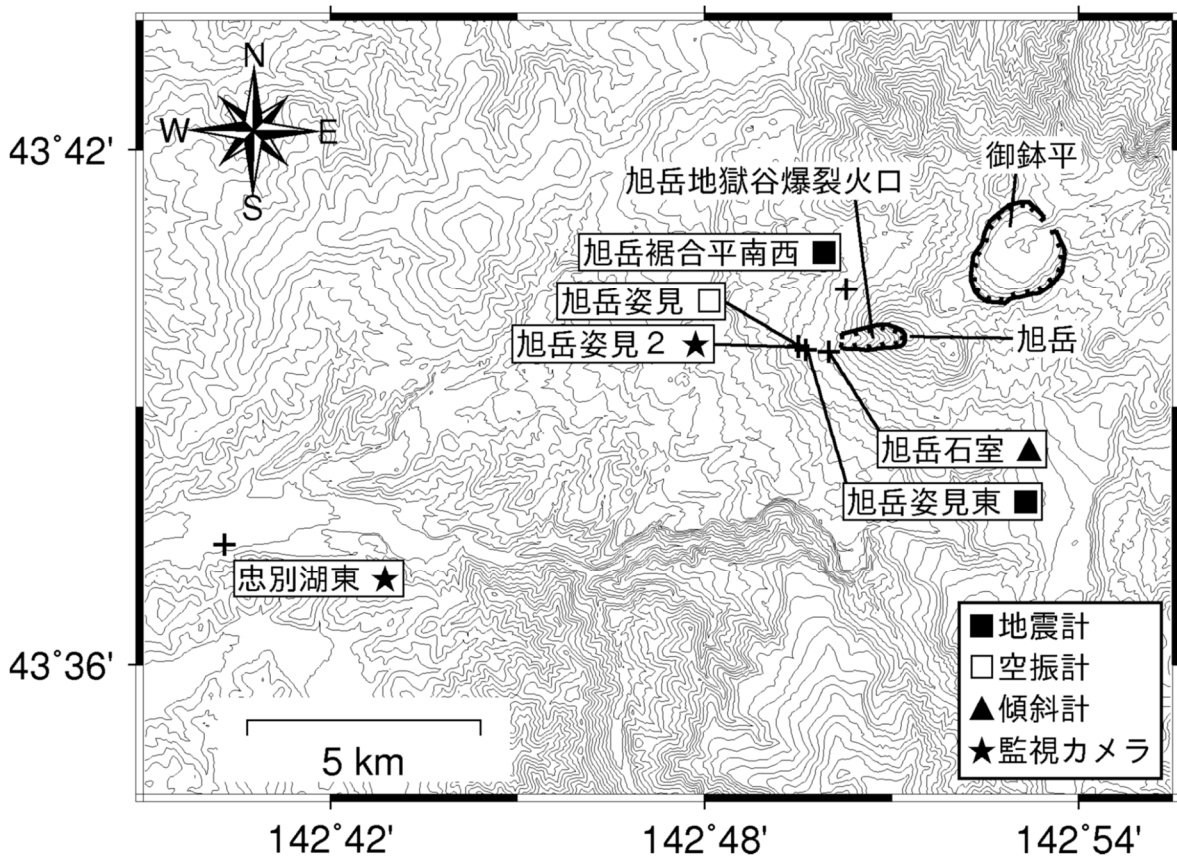 N
W
E
S
43°42'
御鉢平
旭岳地獄谷爆裂火口
旭岳裾合平南西 ■
旭岳姿見 □
旭岳姿見2 ★
旭岳
旭岳石室 ▲
旭岳姿見東 ■
忠別湖東 ★
43°36'
■地震計
□空振計
▲傾斜計
★監視カメラ
5 km
142°42'
142°48'
142°54'